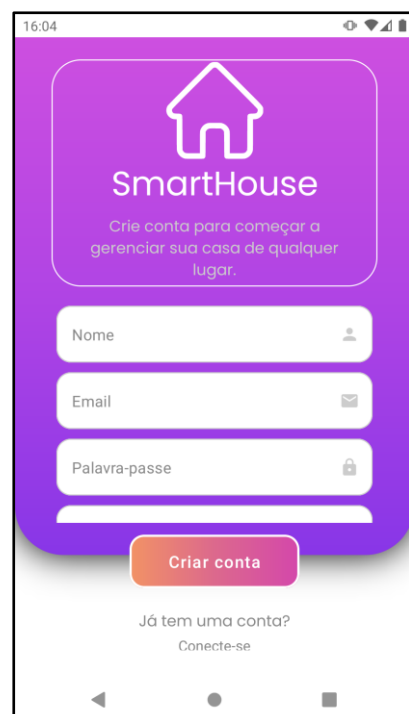 16:04
SmartHouse
Crie conta para começar a
gerenciar sua casa de qualquer
lugar.
Nome
Email
Palavra-passe
Criar conta
Já tem uma conta?
Conecte-se